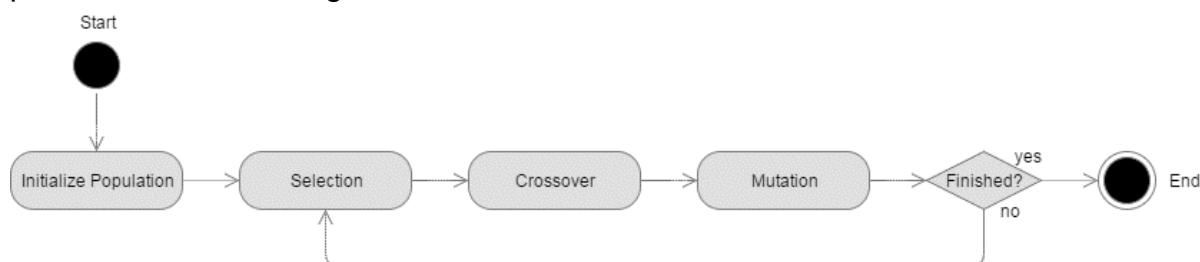 Start
Initialize Population
Selection
Crossover
Mutation
Finished?
yes
no
End